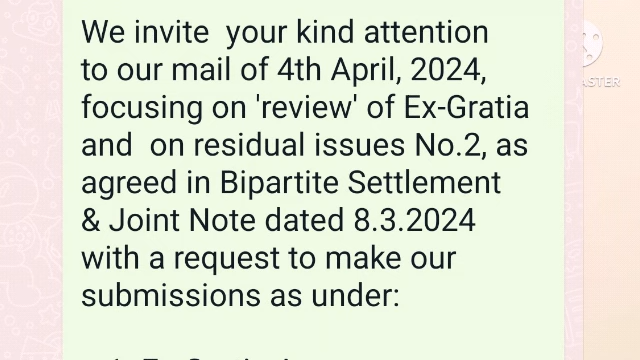 We invite  your kind attention
to our mail of 4th April, 2024,
focusing on 'review' of Ex-Gratia
and  on residual issues No.2, as
agreed in Bipartite Settlement
& Joint Note dated 8.3.2024
with a request to make our
submissions as under: